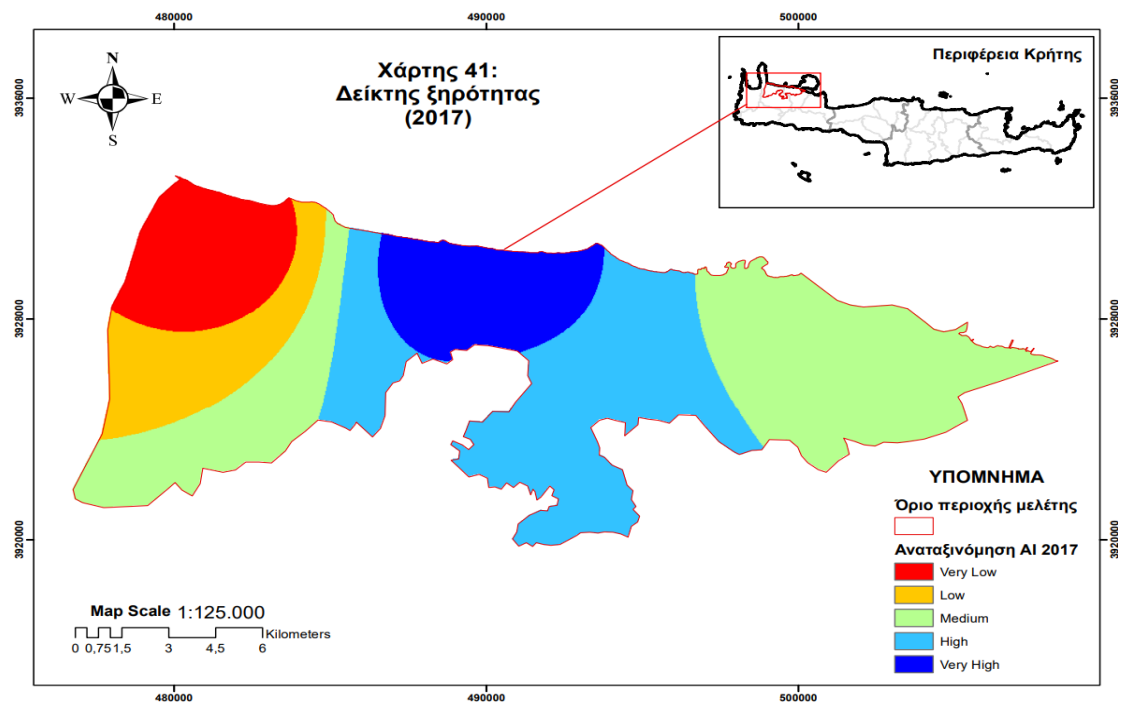 480000 490000 500000
3936000
3936000
N
W E
S
Χάρτης 41:
Δείκτης ξηρότητας
(2017)
Περιφέρεια Κρήτης
3928000
3928000
ΥΠΟΜΝΗΜΑ
Όριο περιοχής μελέτης
Αναταξινόμηση AI 2017
Very Low
Low
Medium
High
Very High
3920000
3920000
Map Scale 1:125.000
Kilometers
0 0,75 1,5 3 4,5 6
480000 490000 500000